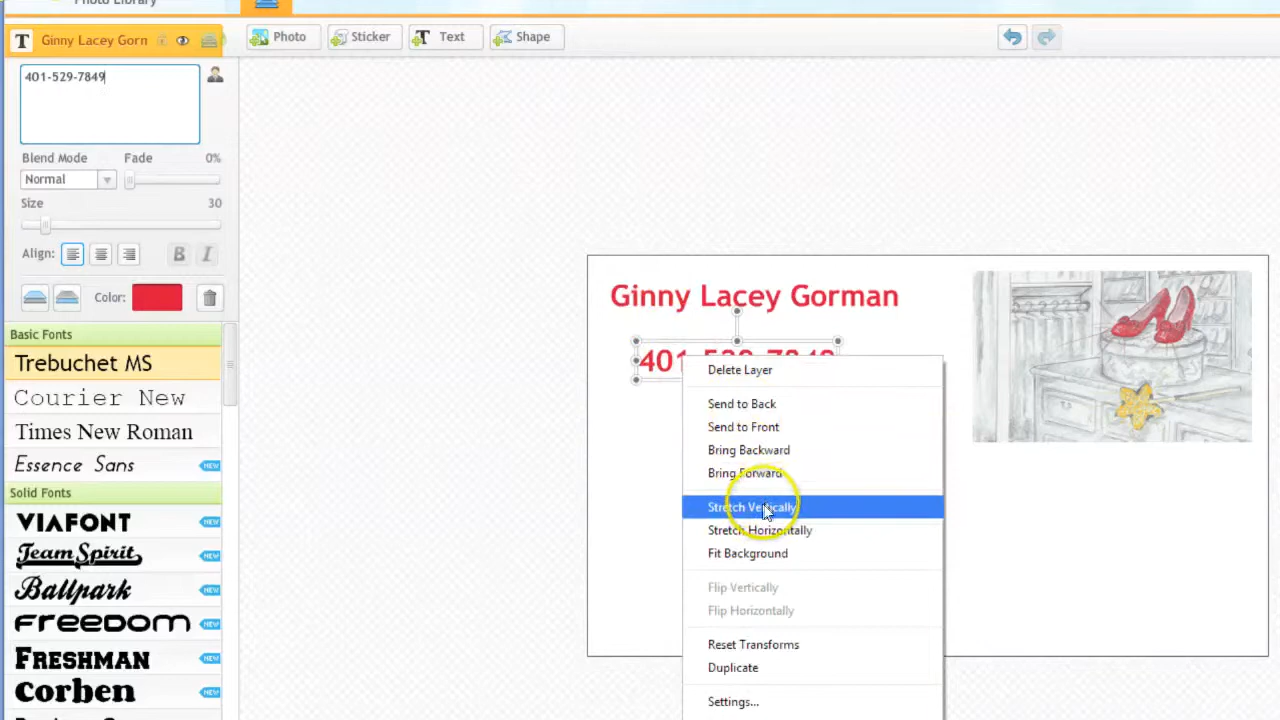 Photo Library
T Ginny Lacey Gorn
Photo Sticker Text Shape
401-529-7849
Blend Mode Fade 0%
Normal
Size 30
Align: B I
Color:
Basic Fonts
Trebuchet MS
Courier New
Times New Roman
Essence Sans NEW
Solid Fonts
VIAFONT NEW
Team Spirit NEW
Ballpark NEW
FREEDOM NEW
FRESHMAN NEW
Corben NEW
Ginny Lacey Gorman
401-529-7849
Delete Layer
Send to Back
Send to Front
Bring Backward
Bring Forward
Stretch Vertically
Stretch Horizontally
Fit Background
Flip Vertically
Flip Horizontally
Reset Transforms
Duplicate
Settings...